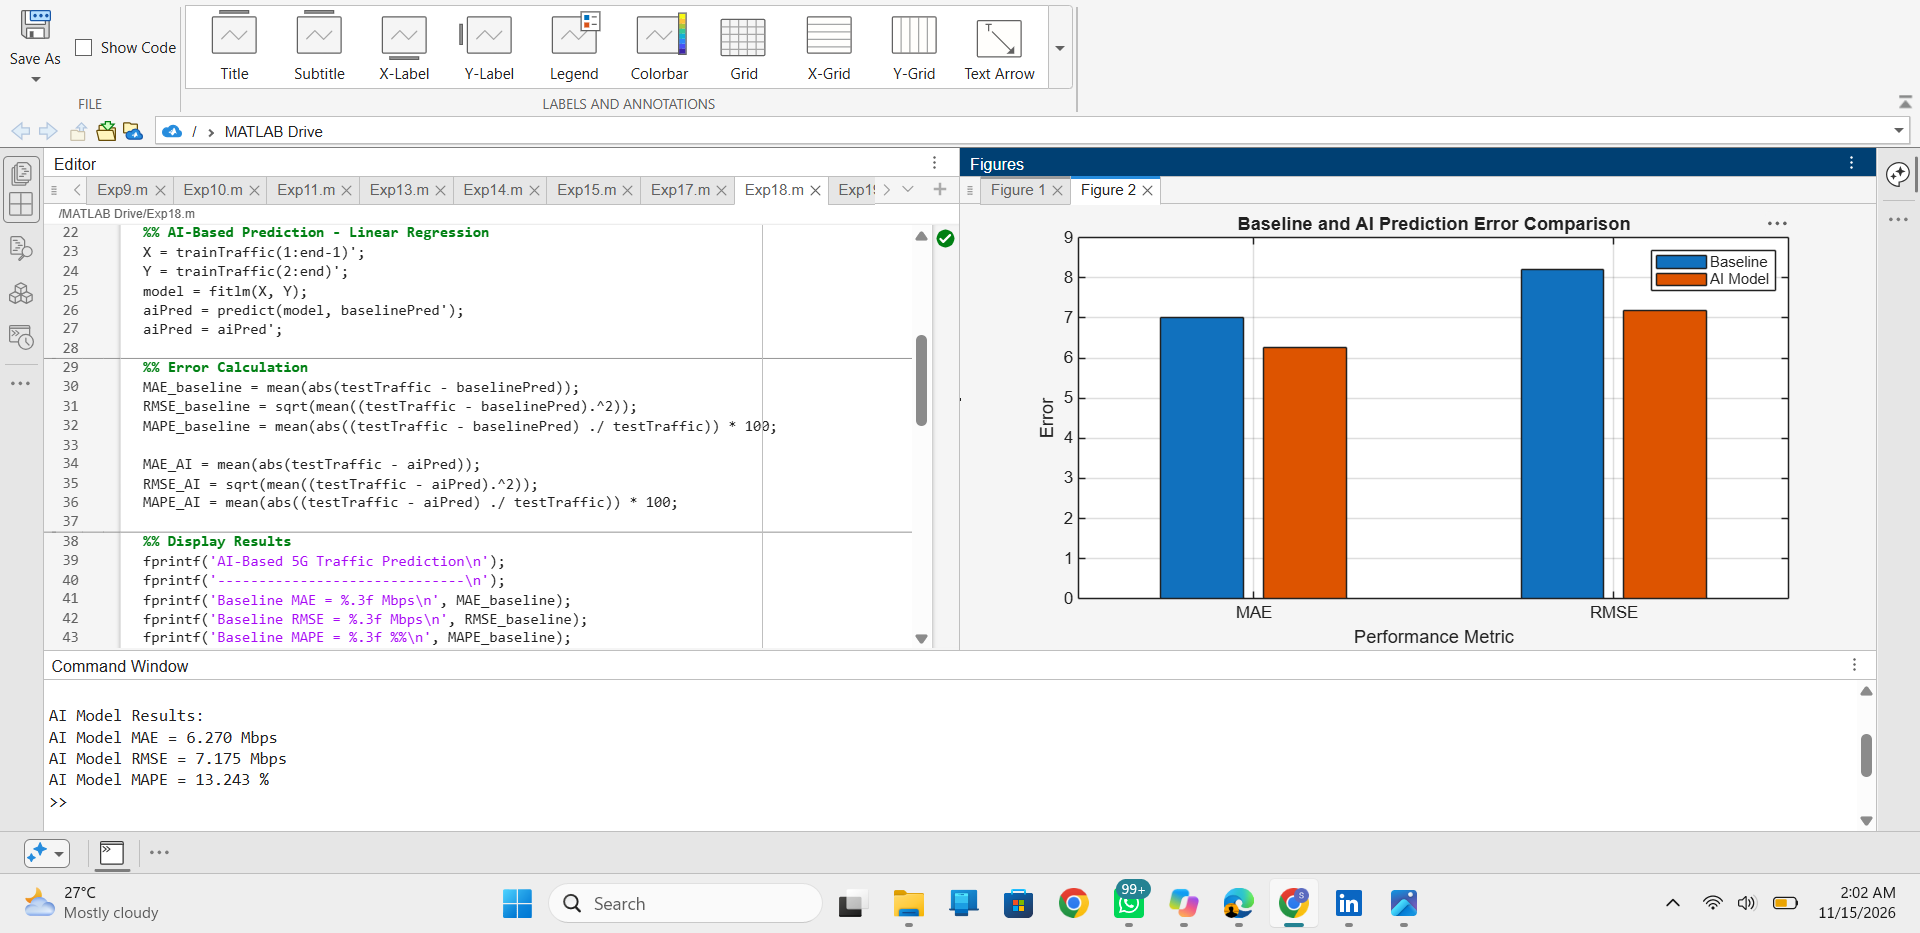 Save As
Show Code
FILE
Title
Subtitle
X-Label
Y-Label
Legend
Colorbar
Grid
X-Grid
Y-Grid
Text Arrow
LABELS AND ANNOTATIONS
/ › MATLAB Drive
Editor
Exp9.m
Exp10.m
Exp11.m
Exp13.m
Exp14.m
Exp15.m
Exp17.m
Exp18.m
Exp1
/MATLAB Drive/Exp18.m
22 %% AI-Based Prediction - Linear Regression
23 X = trainTraffic(1:end-1)';
24 Y = trainTraffic(2:end)';
25 model = fitlm(X, Y);
26 aiPred = predict(model, baselinePred');
27 aiPred = aiPred';
28
29 %% Error Calculation
30 MAE_baseline = mean(abs(testTraffic - baselinePred));
31 RMSE_baseline = sqrt(mean((testTraffic - baselinePred).^2));
32 MAPE_baseline = mean(abs((testTraffic - baselinePred) ./ testTraffic)) * 100;
33
34 MAE_AI = mean(abs(testTraffic - aiPred));
35 RMSE_AI = sqrt(mean((testTraffic - aiPred).^2));
36 MAPE_AI = mean(abs((testTraffic - aiPred) ./ testTraffic)) * 100;
37
38 %% Display Results
39 fprintf('AI-Based 5G Traffic Prediction\n');
40 fprintf('------------------------------\n');
41 fprintf('Baseline MAE = %.3f Mbps\n', MAE_baseline);
42 fprintf('Baseline RMSE = %.3f Mbps\n', RMSE_baseline);
43 fprintf('Baseline MAPE = %.3f %%\n', MAPE_baseline);
Figures
Figure 1
Figure 2
Baseline and AI Prediction Error Comparison
9
8
7
6
5
4
3
2
1
0
Error
Baseline
AI Model
MAE
RMSE
Performance Metric
Command Window
AI Model Results:
AI Model MAE = 6.270 Mbps
AI Model RMSE = 7.175 Mbps
AI Model MAPE = 13.243 %
>>
27°C
Mostly cloudy
Search
99+
S
in
2:02 AM
11/15/2026